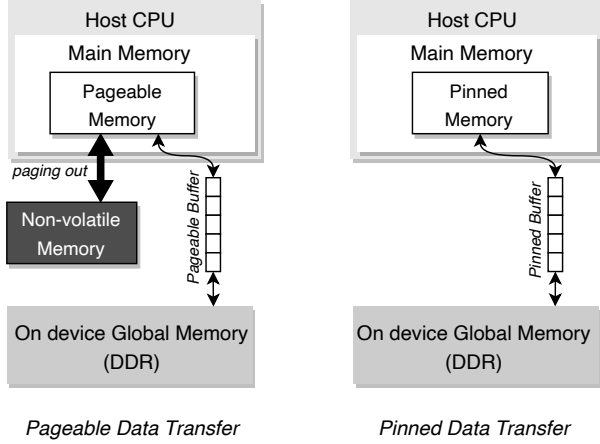 Host CPU
Main Memory
Pageable
Memory
paging out
Non-volatile
Memory
Pageable Buffer
On device Global Memory
(DDR)
Pageable Data Transfer
Host CPU
Main Memory
Pinned
Memory
Pinned Buffer
On device Global Memory
(DDR)
Pinned Data Transfer